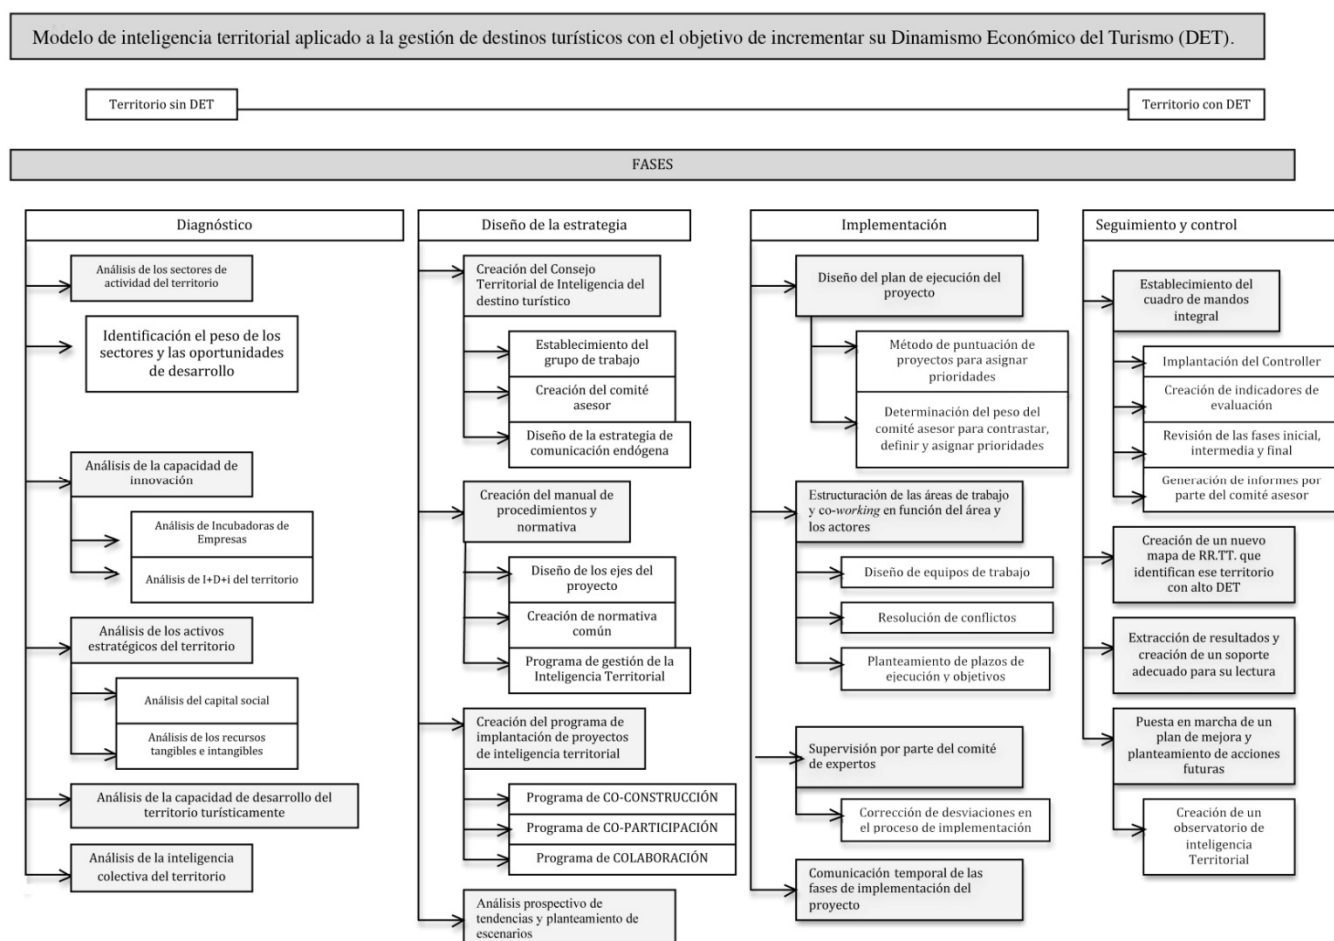 Modelo de inteligencia territorial aplicado a la gestión de destinos turísticos con el objetivo de incrementar su Dinamismo Económico del Turismo (DET).
Territorio sin DET
Territorio con DET
FASES
Diagnóstico
Análisis de los sectores de
actividad del territorio
Identificación el peso de los
sectores y las oportunidades
de desarrollo
Análisis de la capacidad de
innovación
Análisis de Incubadoras de
Empresas
Análisis de I+D+i del territorio
Análisis de los activos
estratégicos del territorio
Análisis del capital social
Análisis de los recursos
tangibles e intangibles
Análisis de la capacidad de desarrollo del
territorio turísticamente
Análisis de la inteligencia
colectiva del territorio
Diseño de la estrategia
Creación del Consejo
Territorial de Inteligencia del
destino turístico
Establecimiento del
grupo de trabajo
Creación del comité
asesor
Diseño de la estrategia de
comunicación endógena
Creación del manual de
procedimientos y
normativa
Diseño de los ejes del
proyecto
Creación de normativa
común
Programa de gestión de la
Inteligencia Territorial
Creación del programa de
implantación de proyectos
de inteligencia territorial
Programa de CO-CONSTRUCCIÓN
Programa de CO-PARTICIPACIÓN
Programa de COLABORACIÓN
Análisis prospectivo de
tendencias y planteamiento de
escenarios
Implementación
Diseño del plan de ejecución del
proyecto
Método de puntuación de
proyectos para asignar
prioridades
Determinación del peso del
comité asesor para contrastar,
definir y asignar prioridades
Estructuración de las áreas de trabajo
y co-working en función del área y
los actores
Diseño de equipos de trabajo
Resolución de conflictos
Planteamiento de plazos de
ejecución y objetivos
Supervisión por parte del comité
de expertos
Corrección de desviaciones en
el proceso de implementación
Comunicación temporal de las
fases de implementación del
proyecto
Seguimiento y control
Establecimiento del
cuadro de mandos
integral
Implantación del Controller
Creación de indicadores de
evaluación
Revisión de las fases inicial,
intermedia y final
Generación de informes por
parte del comité asesor
Creación de un nuevo
mapa de RR.TT. que
identifican ese territorio
con alto DET
Extracción de resultados y
creación de un soporte
adecuado para su lectura
Puesta en marcha de un
plan de mejora y
planteamiento de acciones
futuras
Creación de un
observatorio de
inteligencia
Territorial